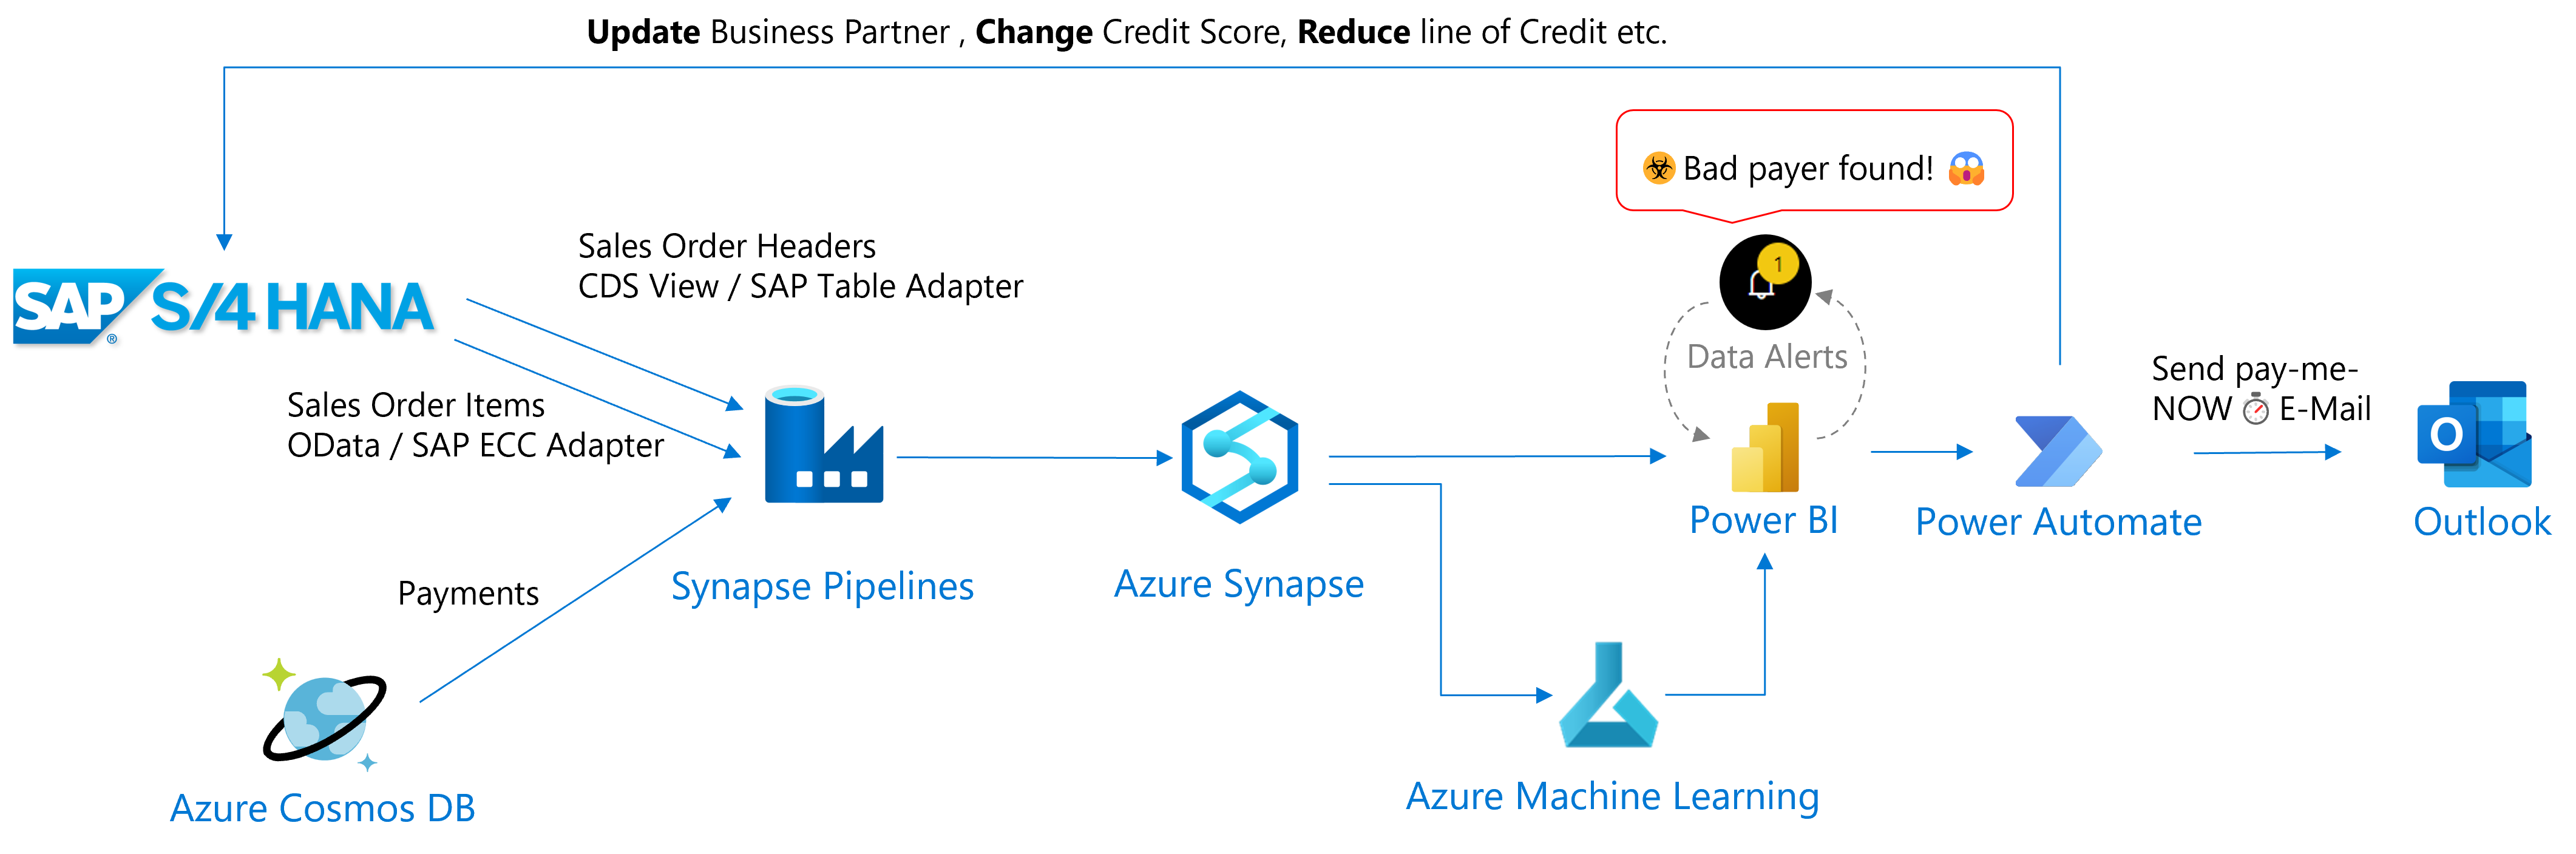 Update Business Partner , Change Credit Score, Reduce line of Credit etc.
☣ Bad payer found! 😱
1
Sales Order Headers
CDS View / SAP Table Adapter
SAP® S/4HANA
Data Alerts
Sales Order Items
OData / SAP ECC Adapter
Send pay-me-
NOW ⏱ E-Mail
O
Power BI
Power Automate
Outlook
Synapse Pipelines
Azure Synapse
Payments
Azure Machine Learning
Azure Cosmos DB